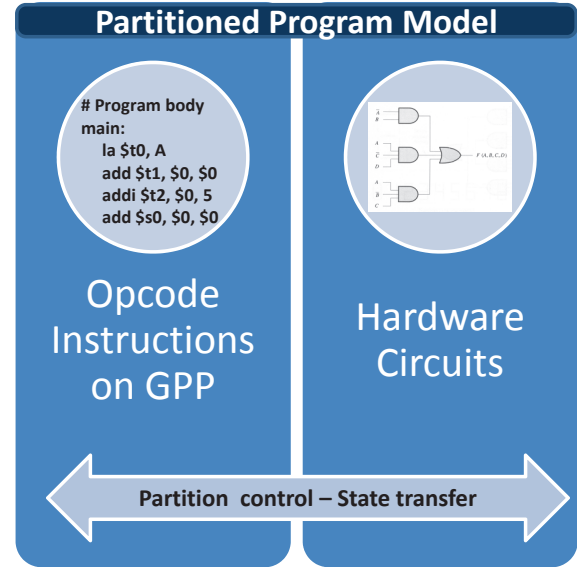 Partitioned Program Model
# Program body
main:
la $t0, A
add $t1, $0, $0
addi $t2, $0, 5
add $s0, $0, $0
Opcode
Instructions
on GPP
A
C
D
A
C
F (A, B, C, D)
Hardware
Circuits
Partition control – State transfer